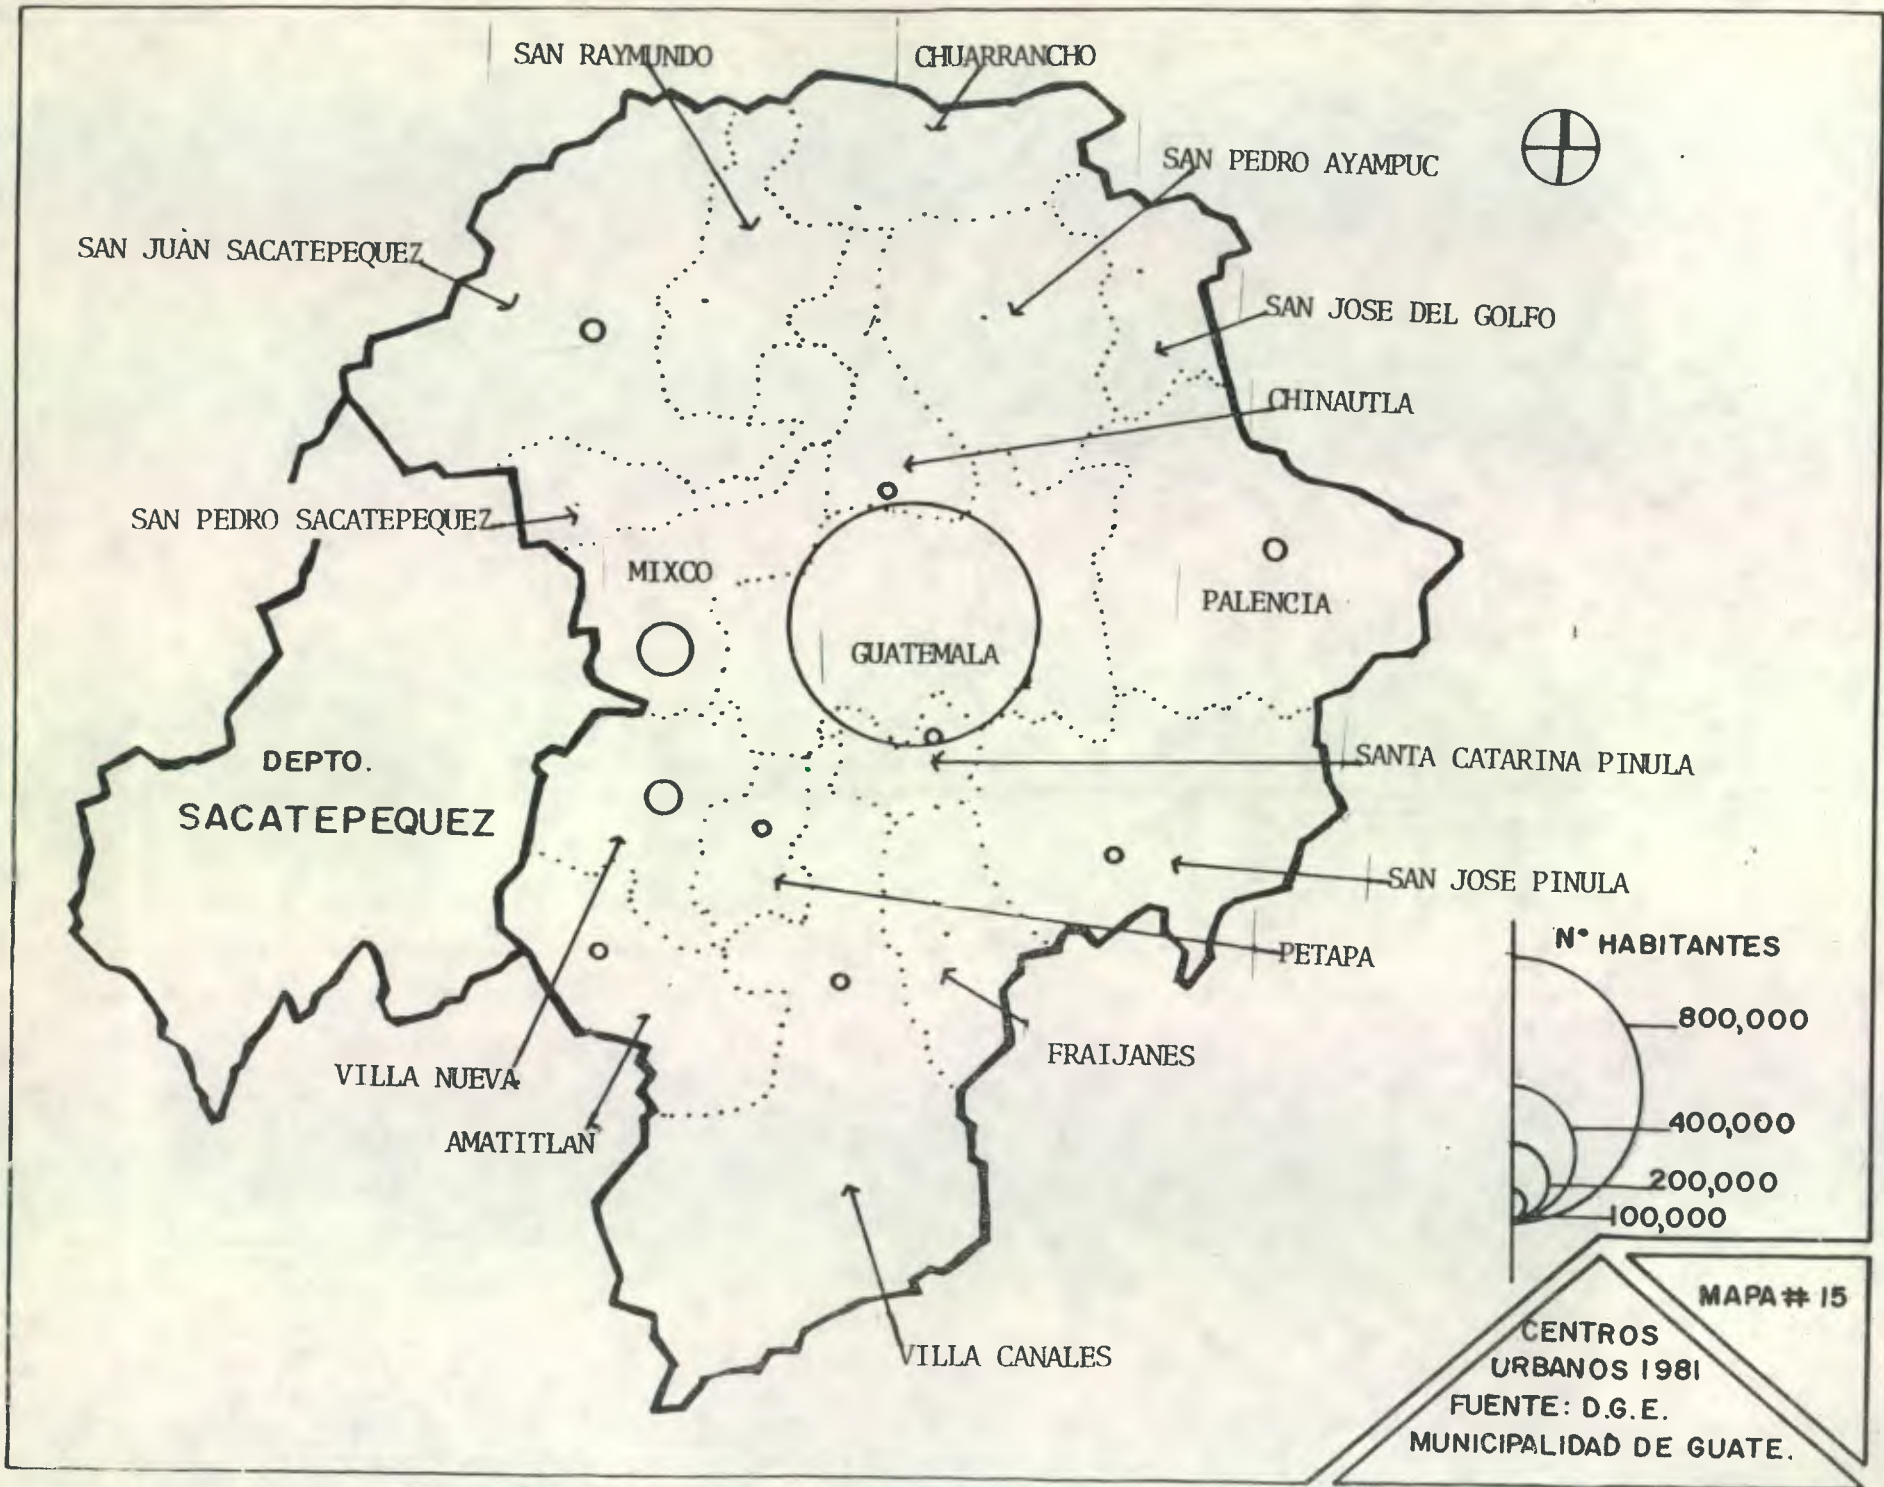 SAN RAYMUNDO
CHUARRANCHO
SAN PEDRO AYAMPUC
SAN JUAN SACATEPEQUEZ
SAN JOSE DEL GOLFO
CHINAUTLA
SAN PEDRO SACATEPEQUEZ
MIXCO
PALENCIA
GUATEMALA
DEPTO.
SACATEPEQUEZ
SANTA CATARINA PINULA
SAN JOSE PINULA
PETAPA
FRAIJANES
VILLA NUEVA
AMATITLAN
VILLA CANALES
N° HABITANTES
800,000
400,000
200,000
100,000
MAPA # 15
CENTROS
URBANOS 1981
FUENTE: D.G.E.
MUNICIPALIDAD DE GUATE.